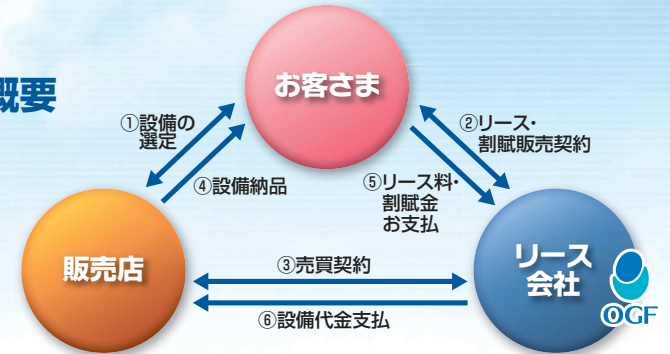 概要
お客さま
①設備の
選定
②リース・
割賦販売契約
④設備納品
⑤リース料・
割賦金
お支払
販売店
③売買契約
リース
会社
⑥設備代金支払
OGF